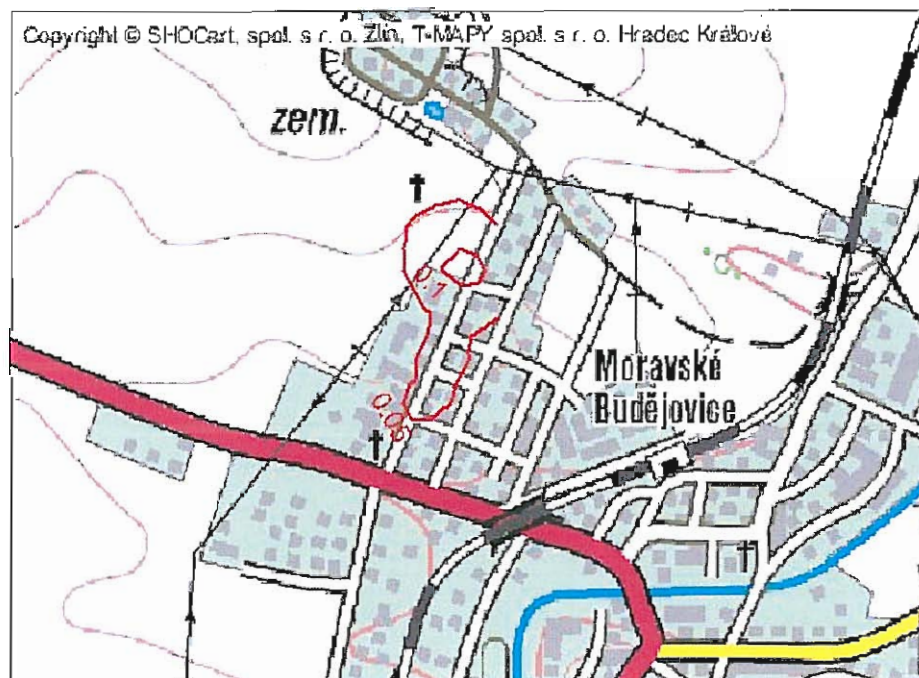 Copyright © SHOCart, spol. s r. o. Zlín, T-MAPY spol. s r. o. Hradec Králové
zem.
0.1
0.05
Moravské
Budějovice